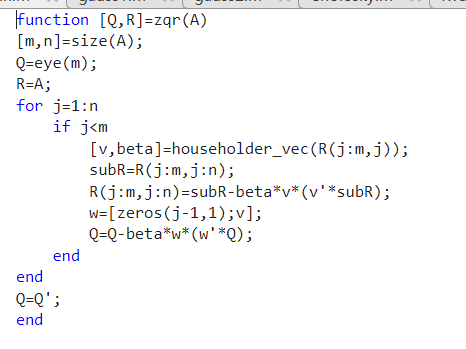 function [Q,R]=zqr(A)
[m,n]=size(A);
Q=eye(m);
R=A;
for j=1:n
    if j<m
        [v,beta]=householder_vec(R(j:m,j));
        subR=R(j:m,j:n);
        R(j:m,j:n)=subR-beta*v*(v'*subR);
        w=[zeros(j-1,1);v];
        Q=Q-beta*w*(w'*Q);
    end
end
Q=Q';
end